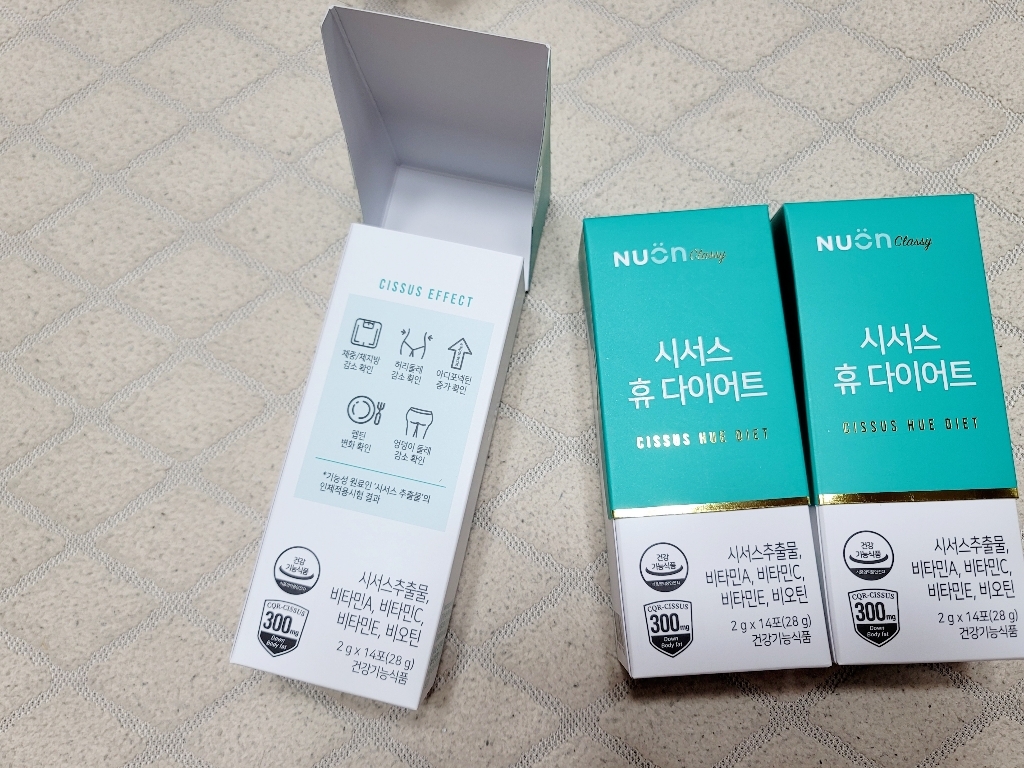 CISSUS EFFECT
체중/체지방
감소 확인
허리둘레
감소 확인
아디포넥틴
증가 확인
렙틴
변화 확인
엉덩이 둘레
감소 확인
*기능성 원료인 '시서스 추출물'의
인체적용시험 결과
건강
기능식품
CQR-CISSUS
300mg
Down
Body fat
시서스추출물,
비타민A, 비타민C,
비타민E, 비오틴
2 g x 14포(28 g)
건강기능식품
NUön Classy
시서스
휴 다이어트
CISSUS HUE DIET
건강
기능식품
CQR-CISSUS
300mg
Down
Body fat
시서스추출물,
비타민A, 비타민C,
비타민E, 비오틴
2 g x 14포(28 g)
건강기능식품
NUön Classy
시서스
휴 다이어트
CISSUS HUE DIET
건강
기능식품
CQR-CISSUS
300mg
Down
Body fat
시서스추출물,
비타민A, 비타민C,
비타민E, 비오틴
2 g x 14포(28 g)
건강기능식품